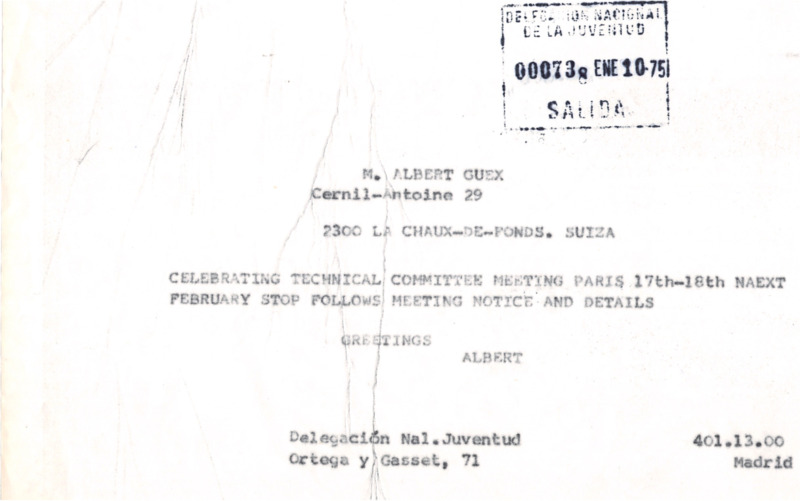 DELEGACION NACIONAL
DE LA JUVENTUD
000738 ENE 10-75
SALIDA
M. ALBERT GUEX
Cernil-Antoine 29
2300 LA CHAUX-DE-FONDS. SUIZA
CELEBRATING TECHNICAL COMMITTEE MEETING PARIS 17th-18th NAEXT
FEBRUARY STOP FOLLOWS MEETING NOTICE AND DETAILS
GREETINGS
ALBERT
Delegación Nal.Juventud 401.13.00
Ortega y Gasset, 71 Madrid